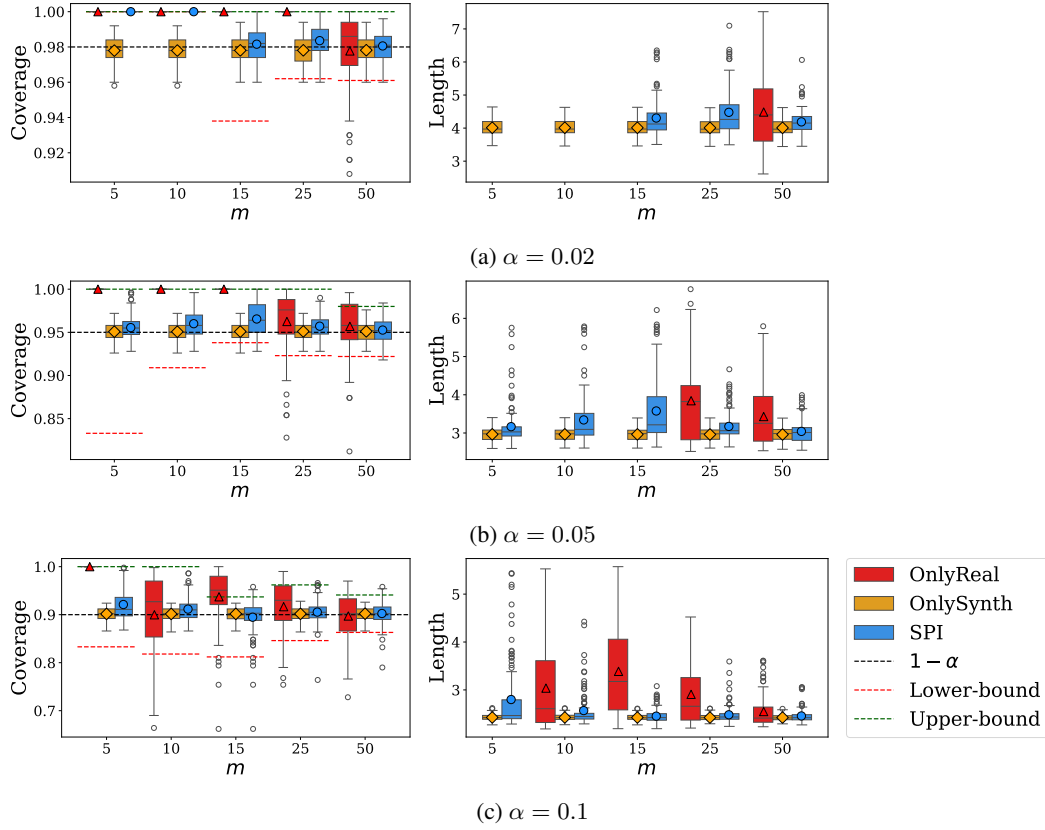 1.00
0.98
0.96
0.94
0.92
Coverage
5 10 15 25 50
m
7
6
5
4
3
Length
5 10 15 25 50
m
(a) α = 0.02
1.00
0.95
0.90
0.85
Coverage
5 10 15 25 50
m
6
5
4
3
Length
5 10 15 25 50
m
(b) α = 0.05
1.0
0.9
0.8
0.7
Coverage
5 10 15 25 50
m
5
4
3
Length
5 10 15 25 50
m
OnlyReal
OnlySynth
SPI
1 − α
Lower-bound
Upper-bound
(c) α = 0.1